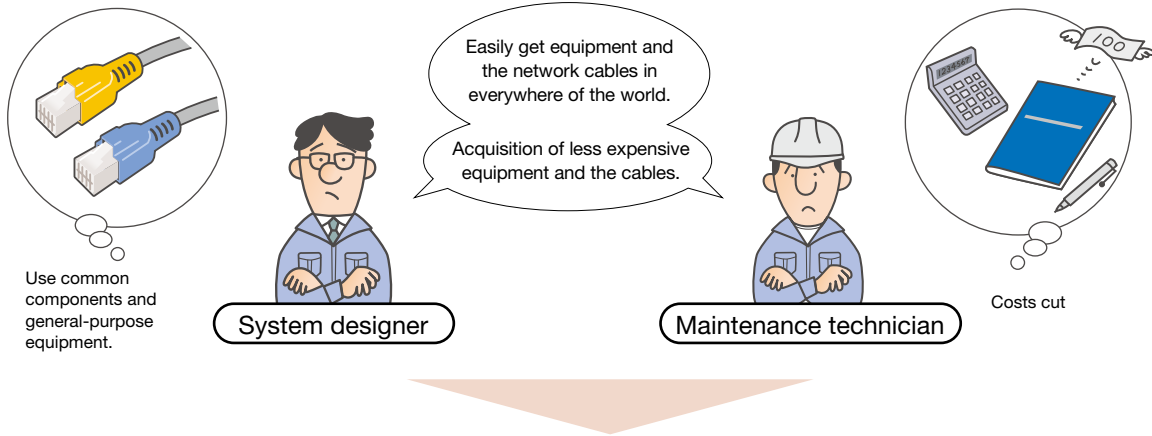 Easily get equipment and
the network cables in
everywhere of the world.
Acquisition of less expensive
equipment and the cables.
1234567
100
Use common
components and
general-purpose
equipment.
System designer
Maintenance technician
Costs cut